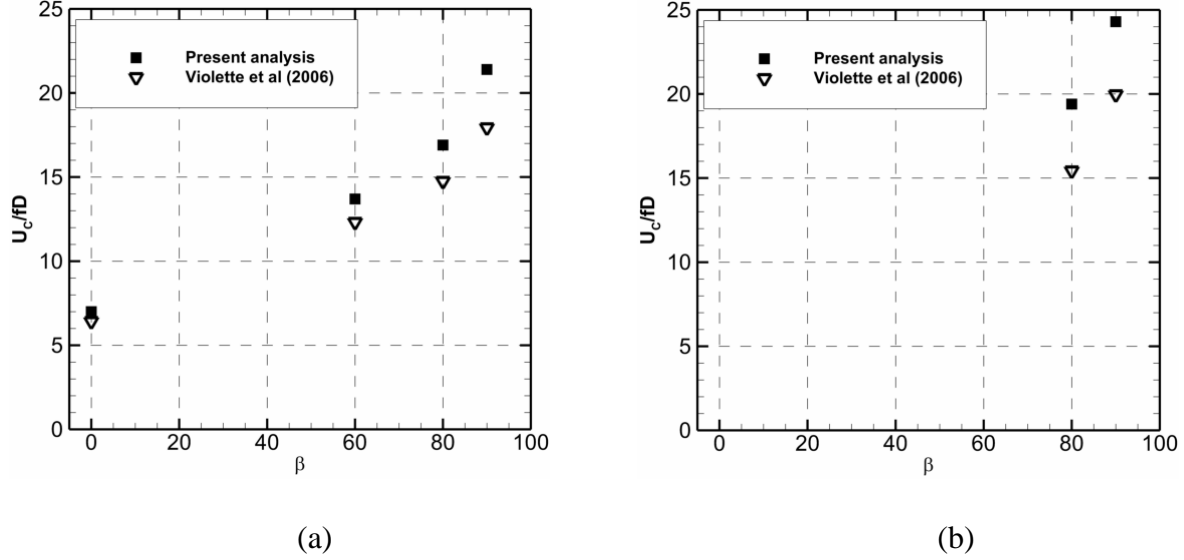 25
20
15
10
5
0
U_C/fD
Present analysis
Violette et al (2006)
0 20 40 60 80 100
β
(a)
25
20
15
10
5
0
U_C/fD
Present analysis
Violette et al (2006)
0 20 40 60 80 100
β
(b)